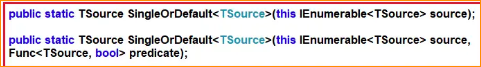 public static TSource SingleOrDefault<TSource>(this IEnumerable<TSource> source);
public static TSource SingleOrDefault<TSource>(this IEnumerable<TSource> source,
Func<TSource, bool> predicate);